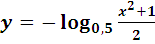 y = − log₀,₅ (x² + 1)/2